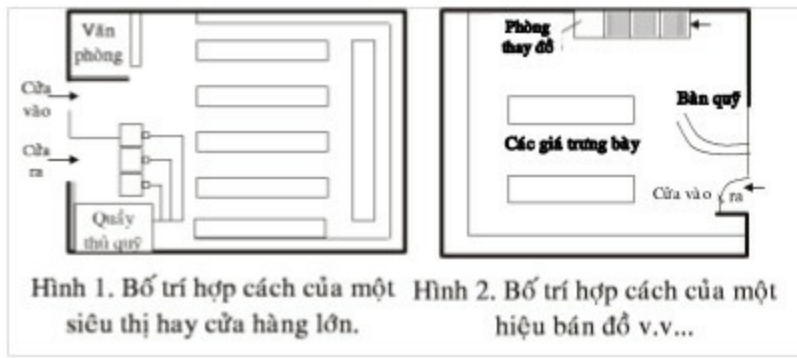 Văn
phòng
Cửa
vào
Cửa
ra
Quầy
thủ quỹ
Hình 1. Bố trí hợp cách của một
siêu thị hay cửa hàng lớn.
Phòng
thay đồ
Bàn quỹ
Các giá trưng bày
Cửa vào ra
Hình 2. Bố trí hợp cách của một
hiệu bán đồ v.v...